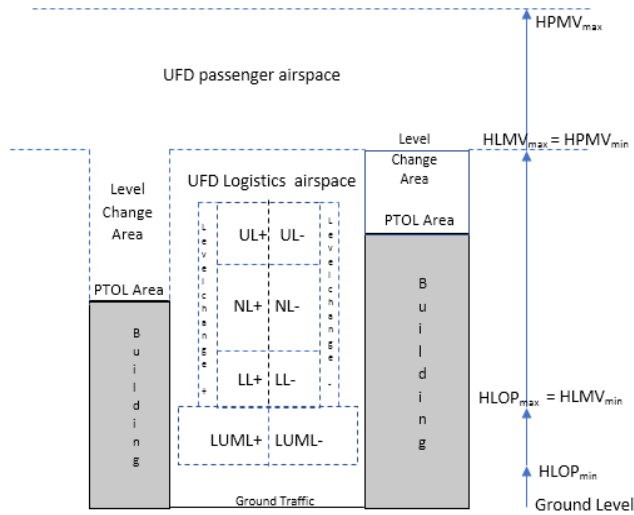 HPMVmax
UFD passenger airspace
Level
HLMVmax = HPMVmin
Change
Area
UFD Logistics airspace
Level
Change
Area
PTOL Area
UL+ UL-
Level change +
Level change -
PTOL Area
NL+ NL-
Building
Building
LL+ LL-
HLOPmax = HLMVmin
LUML+ LUML-
HLOPmin
Ground Traffic
Ground Level